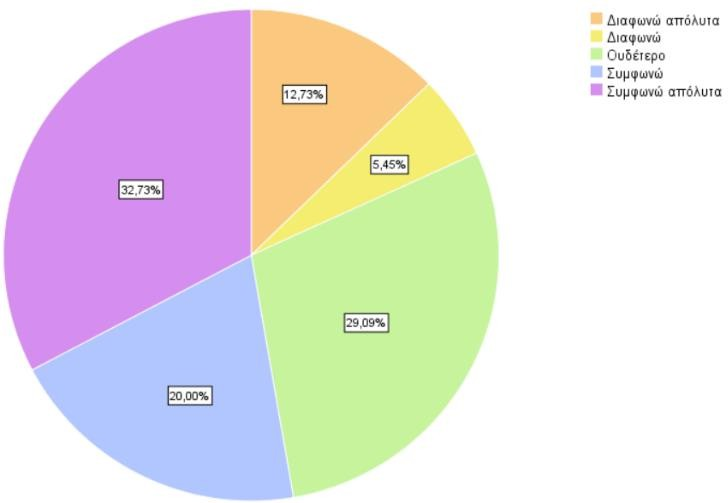 Διαφωνώ απόλυτα
Διαφωνώ
Ουδέτερο
Συμφωνώ
Συμφωνώ απόλυτα
12,73%
5,45%
32,73%
29,09%
20,00%